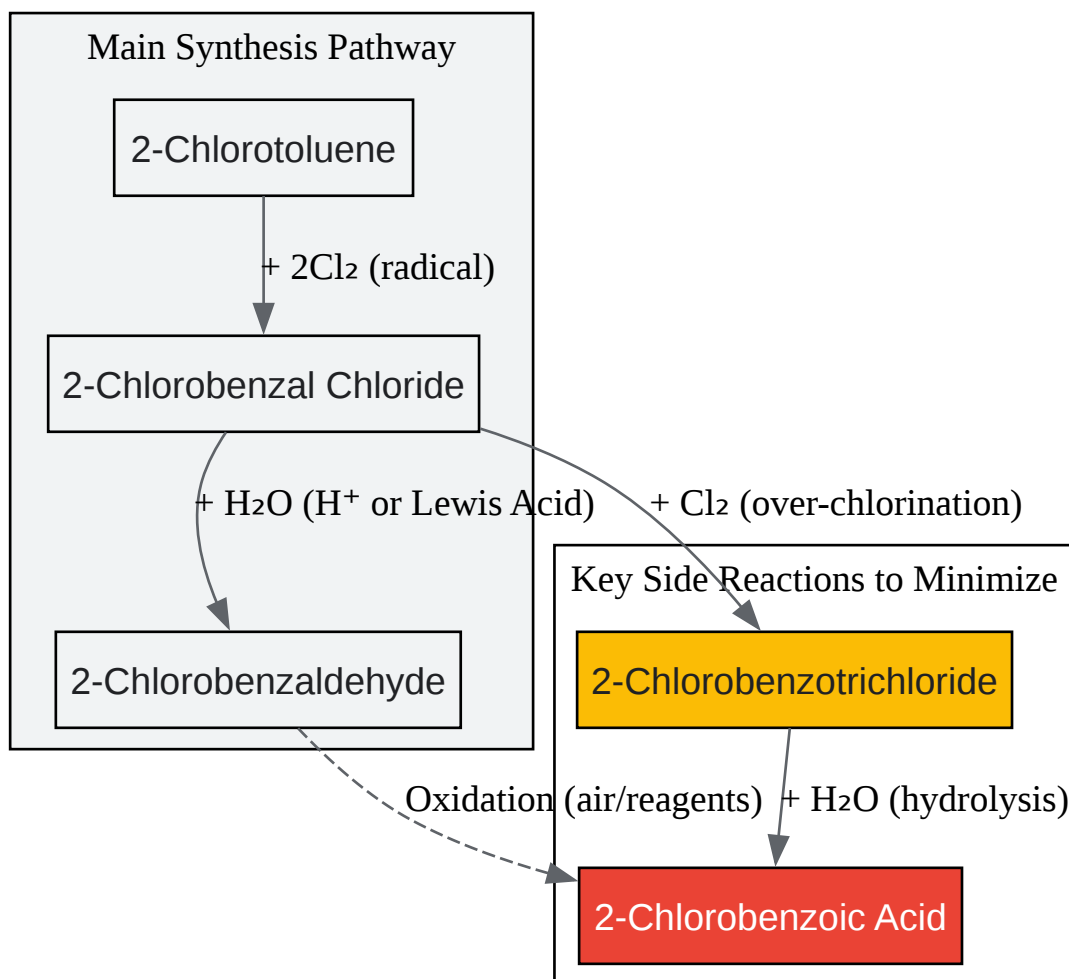 Main Synthesis Pathway
2-Chlorotoluene
+ 2Cl₂ (radical)
2-Chlorobenzal Chloride
+ H₂O (H⁺ or Lewis Acid)
+ Cl₂ (over-chlorination)
Key Side Reactions to Minimize
2-Chlorobenzaldehyde
2-Chlorobenzotrichloride
Oxidation (air/reagents)
+ H₂O (hydrolysis)
2-Chlorobenzoic Acid